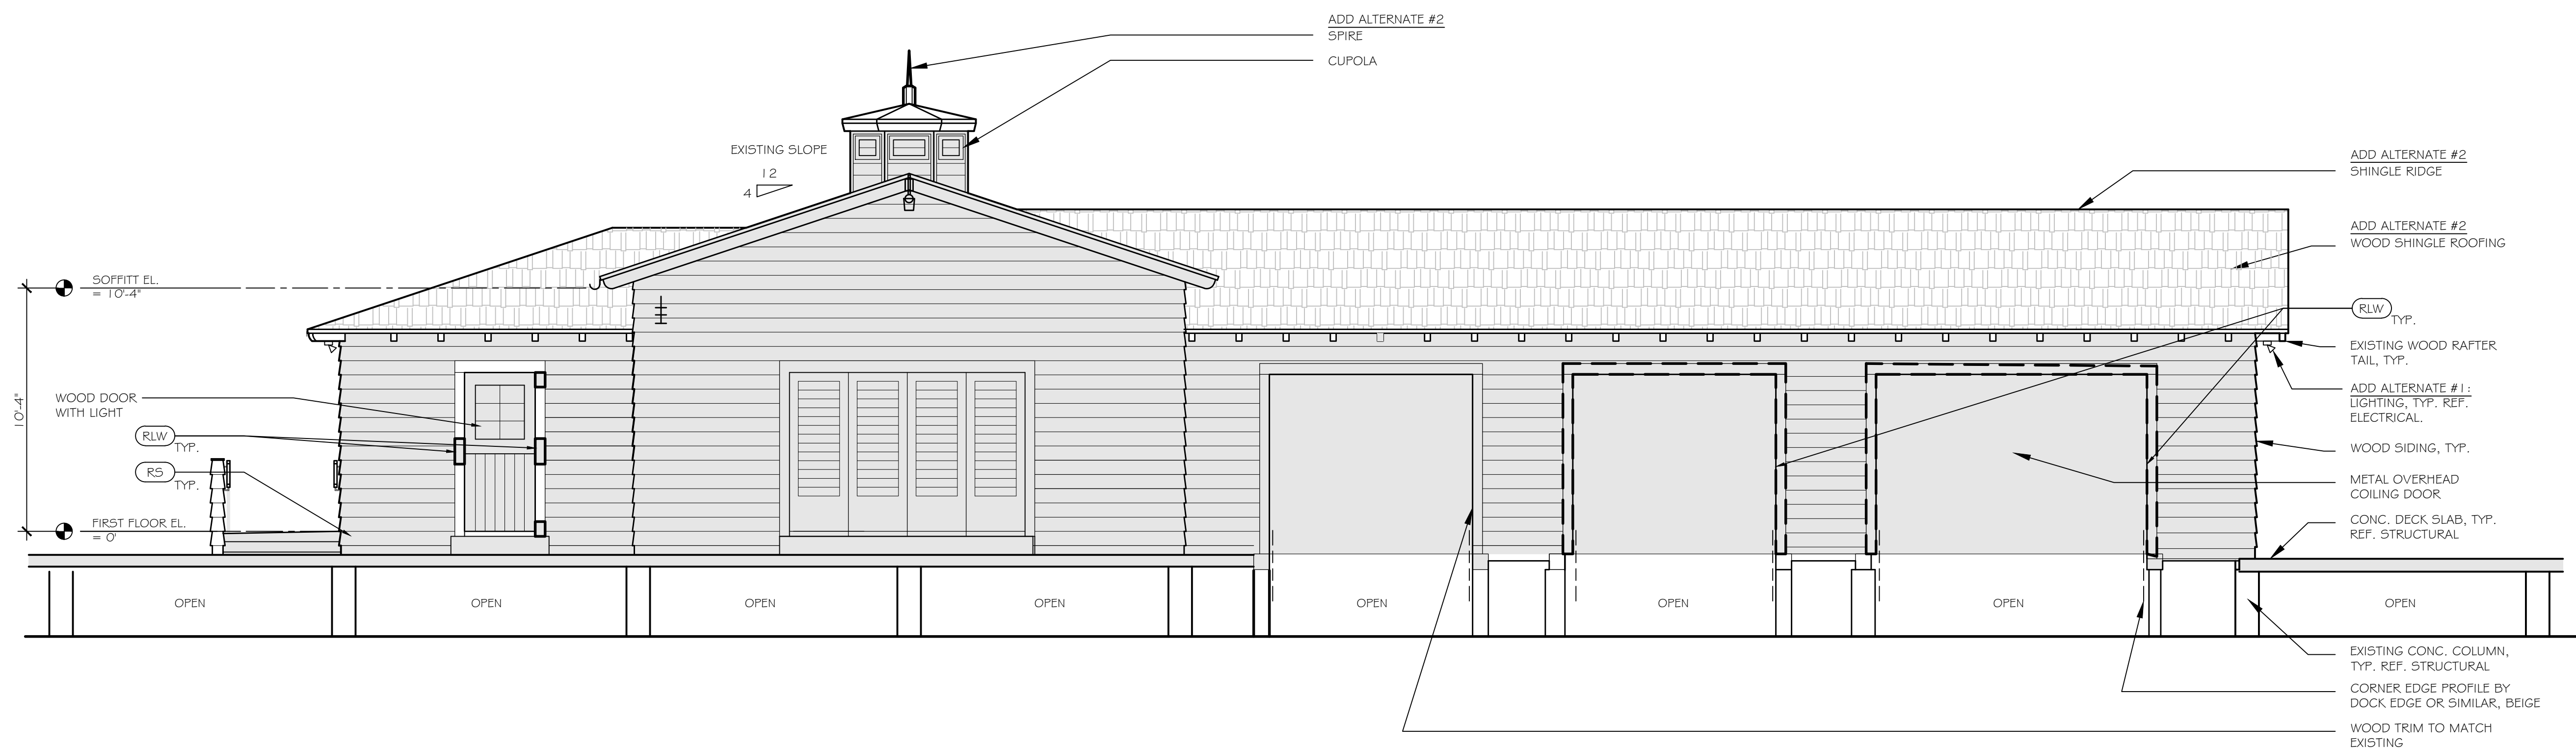 ADD ALTERNATE #2
SPIRE
CUPOLA
EXISTING SLOPE
12
4
ADD ALTERNATE #2
SHINGLE RIDGE
ADD ALTERNATE #2
WOOD SHINGLE ROOFING
SOFFITT EL.
= 10'-4"
RLW
TYP.
EXISTING WOOD RAFTER
TAIL, TYP.
ADD ALTERNATE #1:
LIGHTING, TYP. REF.
ELECTRICAL.
10'-4"
WOOD DOOR
WITH LIGHT
RLW
TYP.
RS
TYP.
WOOD SIDING, TYP.
METAL OVERHEAD
COILING DOOR
FIRST FLOOR EL.
= 0'
CONC. DECK SLAB, TYP.
REF. STRUCTURAL
OPEN
OPEN
OPEN
OPEN
OPEN
OPEN
OPEN
OPEN
EXISTING CONC. COLUMN,
TYP. REF. STRUCTURAL
CORNER EDGE PROFILE BY
DOCK EDGE OR SIMILAR, BEIGE
WOOD TRIM TO MATCH
EXISTING